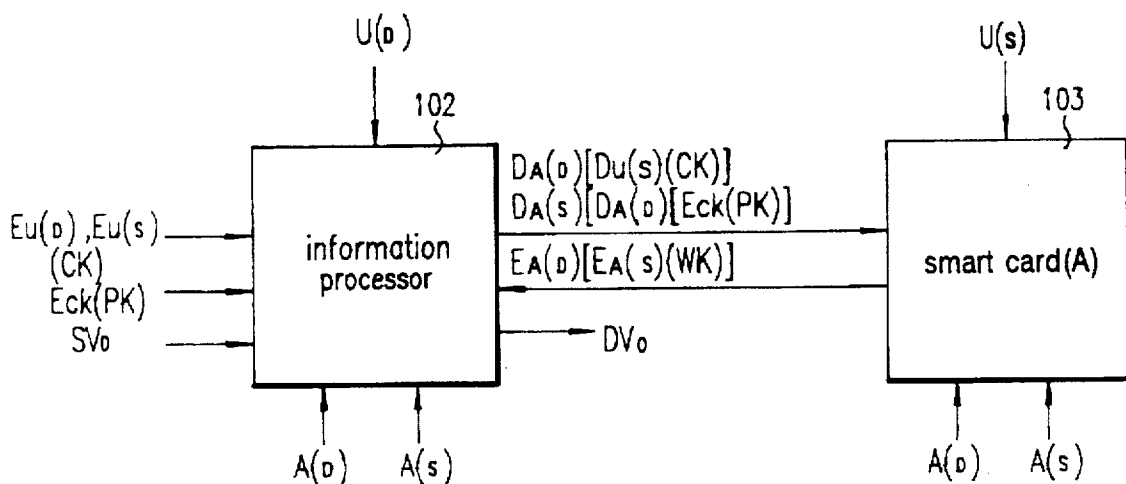 U(D)
U(s)
102
103
DA(D)[Du(s)(CK)]
DA(s)[DA(D)[Eck(PK)]
Eu(D),Eu(s)
(CK)
Eck(PK)
SVD
information
processor
EA(D)[EA(s)(WK)]
DVo
smart card(A)
A(D)
A(s)
A(D)
A(s)